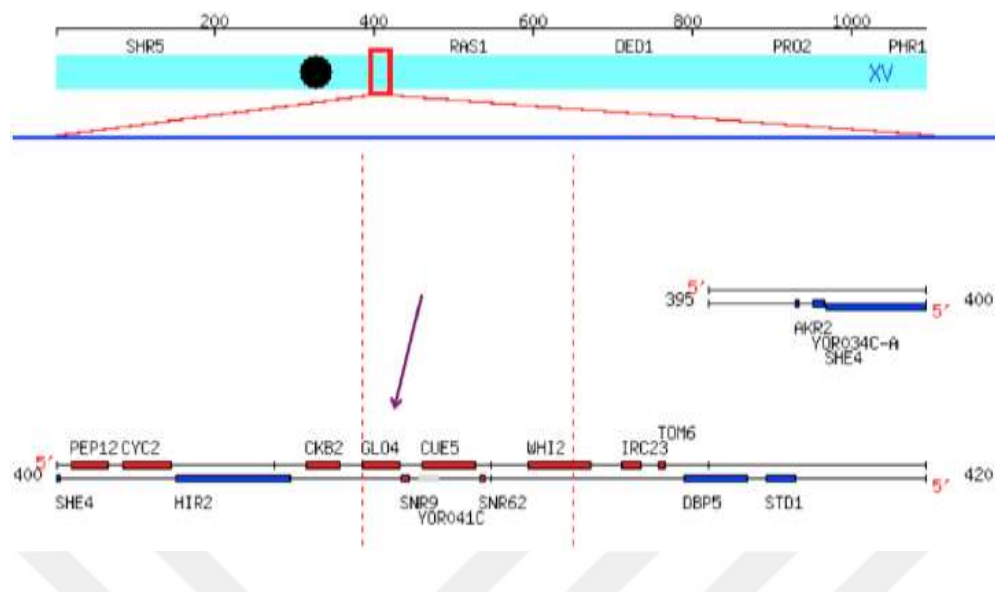 200 400 600 800 1000
SHR5 RAS1 DED1 PRO2 PHR1
XV
5'
395 400
5'
AKR2
YOR034C-A
SHE4
TOM6
PEP12 CYC2 CKB2 GLO4 CUE5 WHI2 IRC23
5'
400 420
5'
SHE4 HIR2 SNR9 SNR62 DBP5 STD1
YOR041C